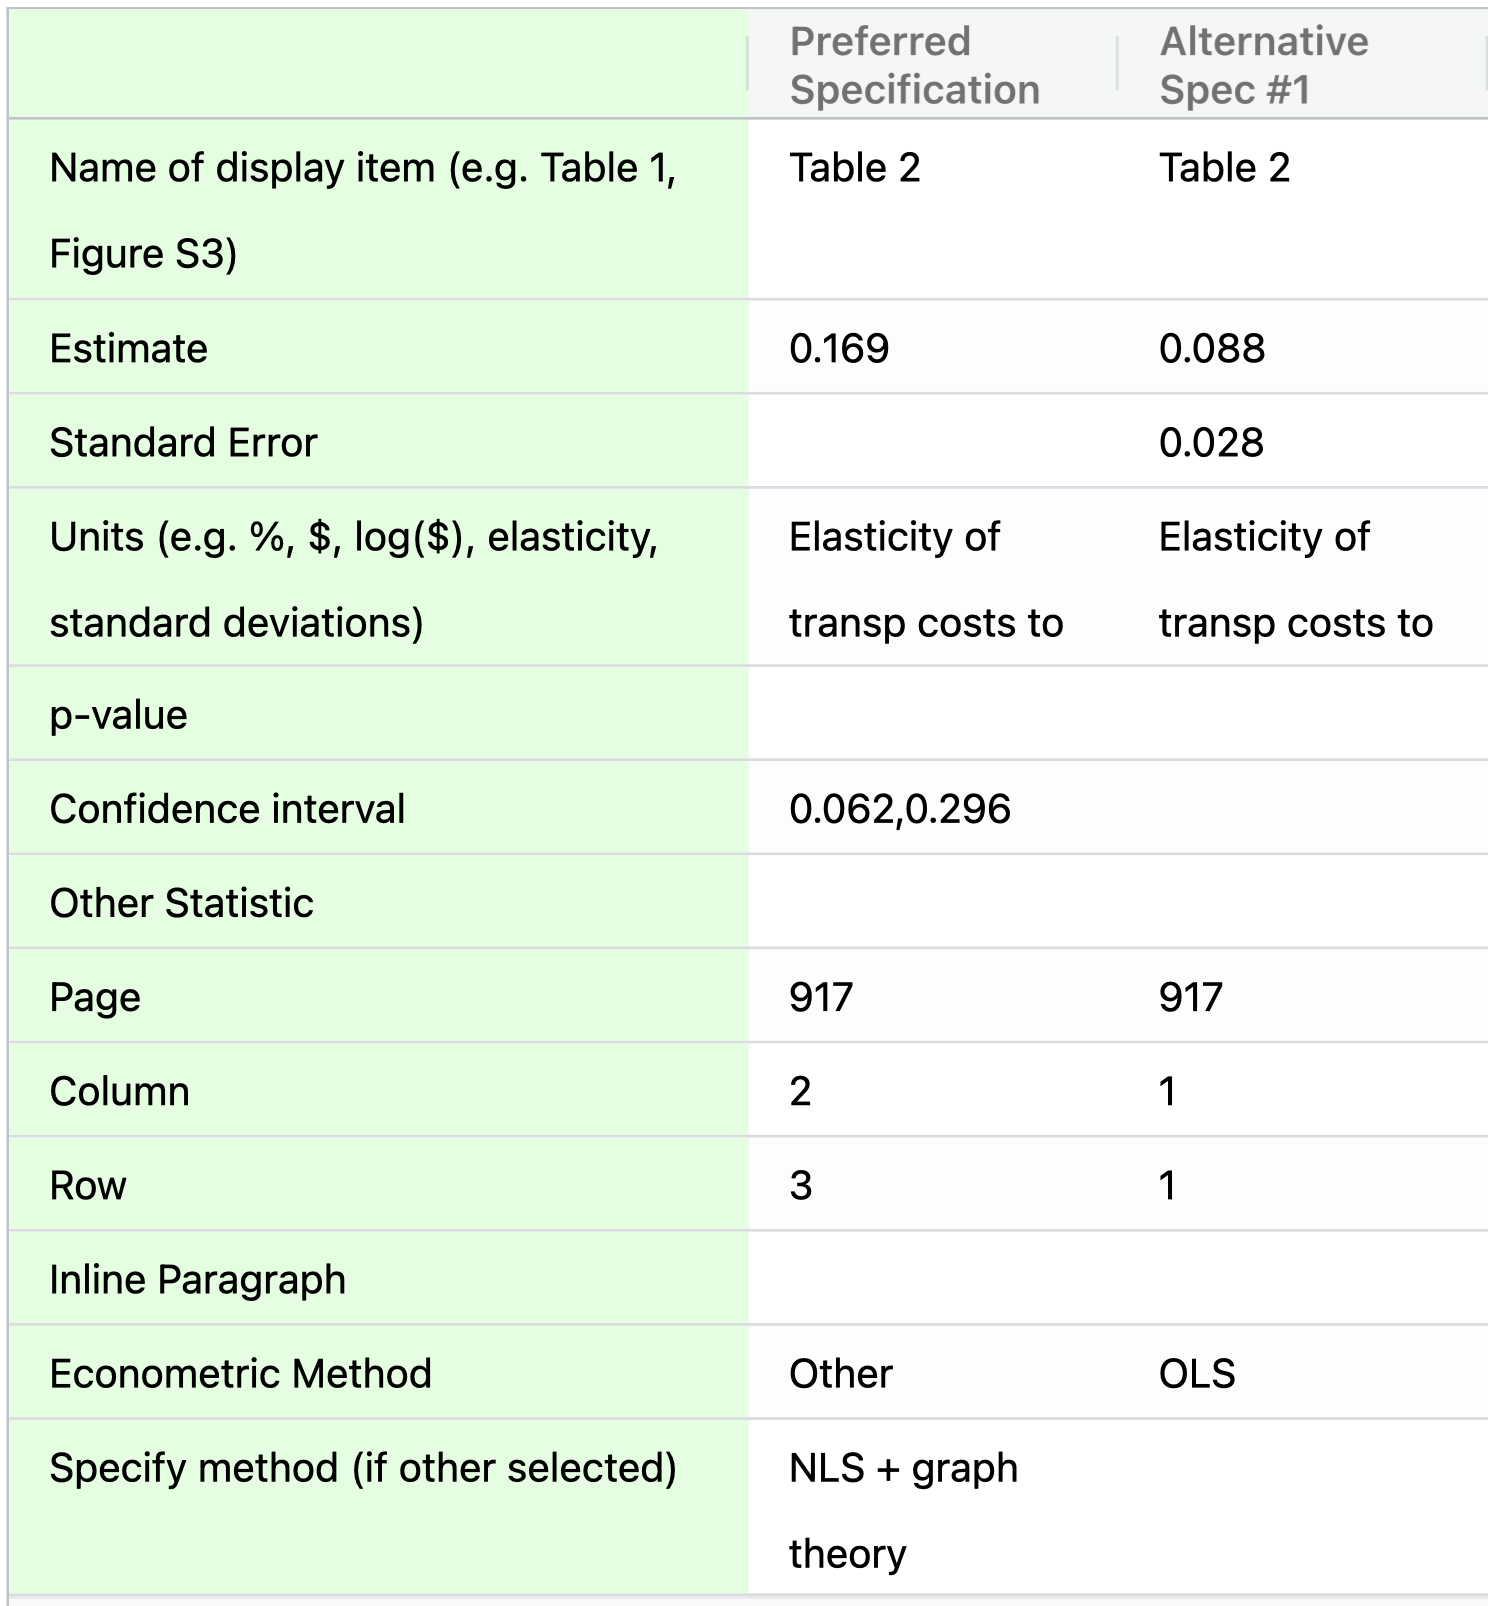 Preferred Alternative
Specification Spec #1
Name of display item (e.g. Table 1, Table 2 Table 2
Figure S3)
Estimate 0.169 0.088
Standard Error 0.028
Units (e.g. %, $, log($), elasticity, Elasticity of Elasticity of
standard deviations) transp costs to transp costs to
p-value
Confidence interval 0.062,0.296
Other Statistic
Page 917 917
Column 2 1
Row 3 1
Inline Paragraph
Econometric Method Other OLS
Specify method (if other selected) NLS + graph
theory